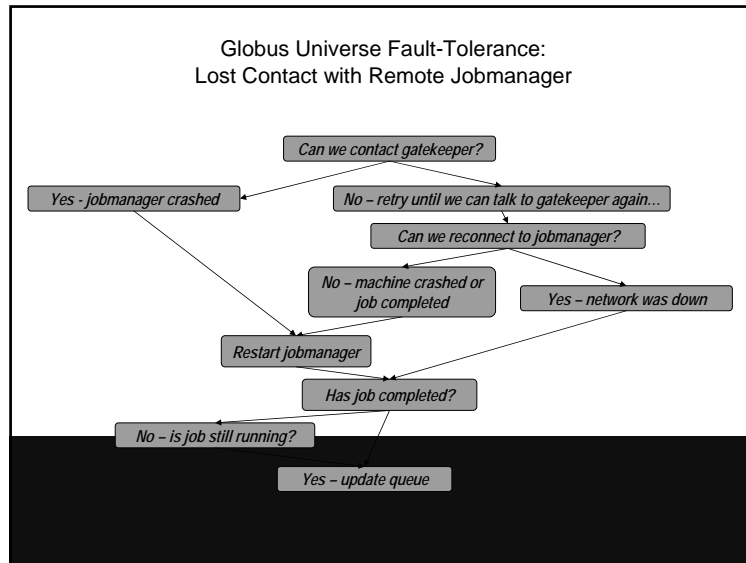 Globus Universe Fault-Tolerance:
Lost Contact with Remote Jobmanager
Can we contact gatekeeper?
Yes - jobmanager crashed
No – retry until we can talk to gatekeeper again…
Can we reconnect to jobmanager?
No – machine crashed or
job completed
Yes – network was down
Restart jobmanager
Has job completed?
No – is job still running?
Yes – update queue